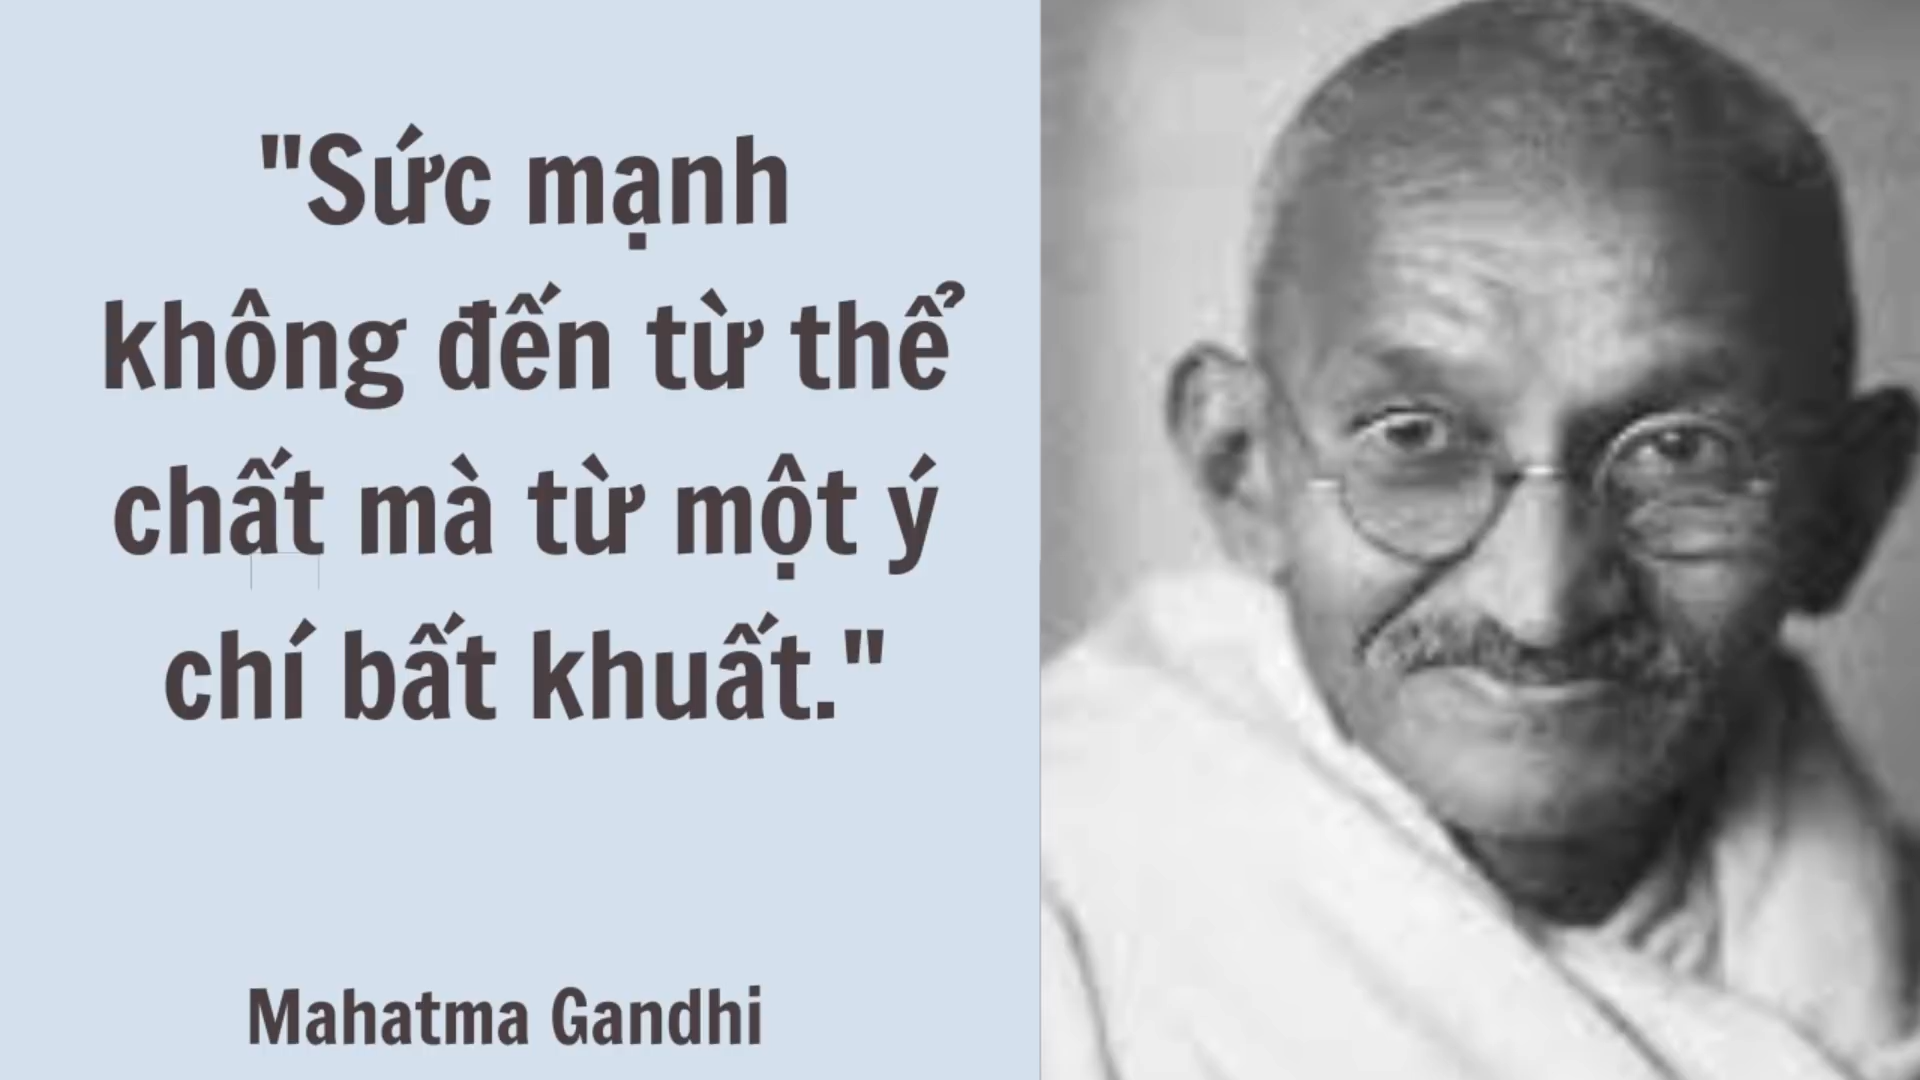 "Sức mạnh
không đến từ thể
chất mà từ một ý
chí bất khuất."
Mahatma Gandhi